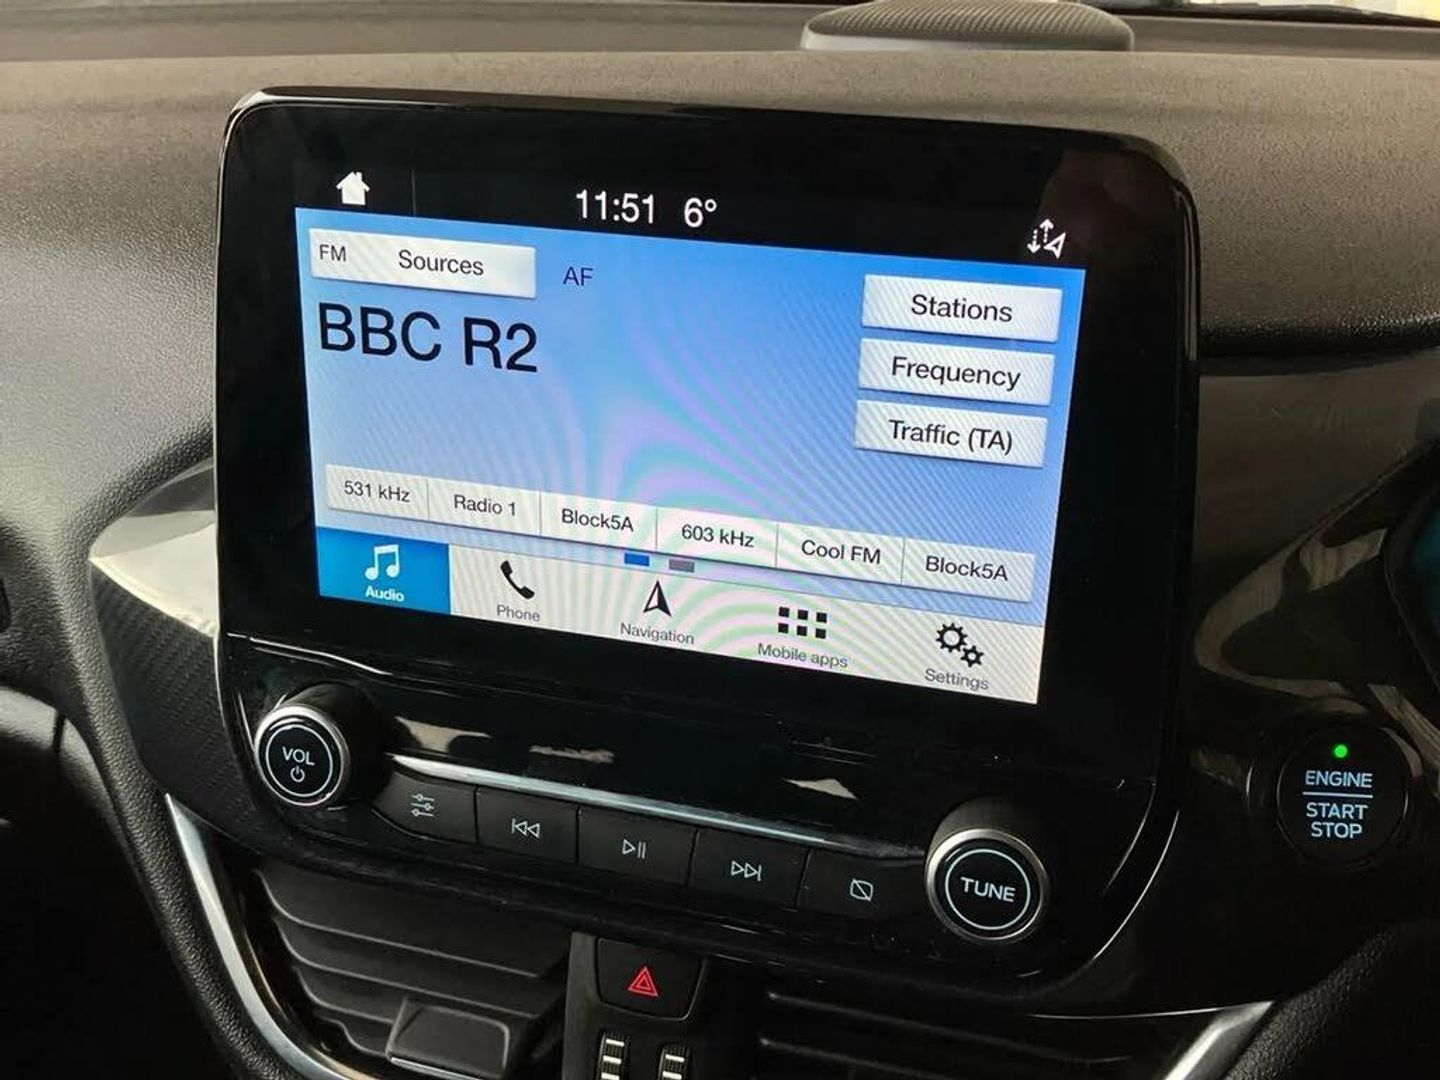 11:51 6°
FM Sources AF
Stations
BBC R2
Frequency
Traffic (TA)
531 kHz Radio 1 Block5A 603 kHz Cool FM Block5A
Audio Phone Navigation Mobile apps Settings
VOL
TUNE
ENGINE
START
STOP